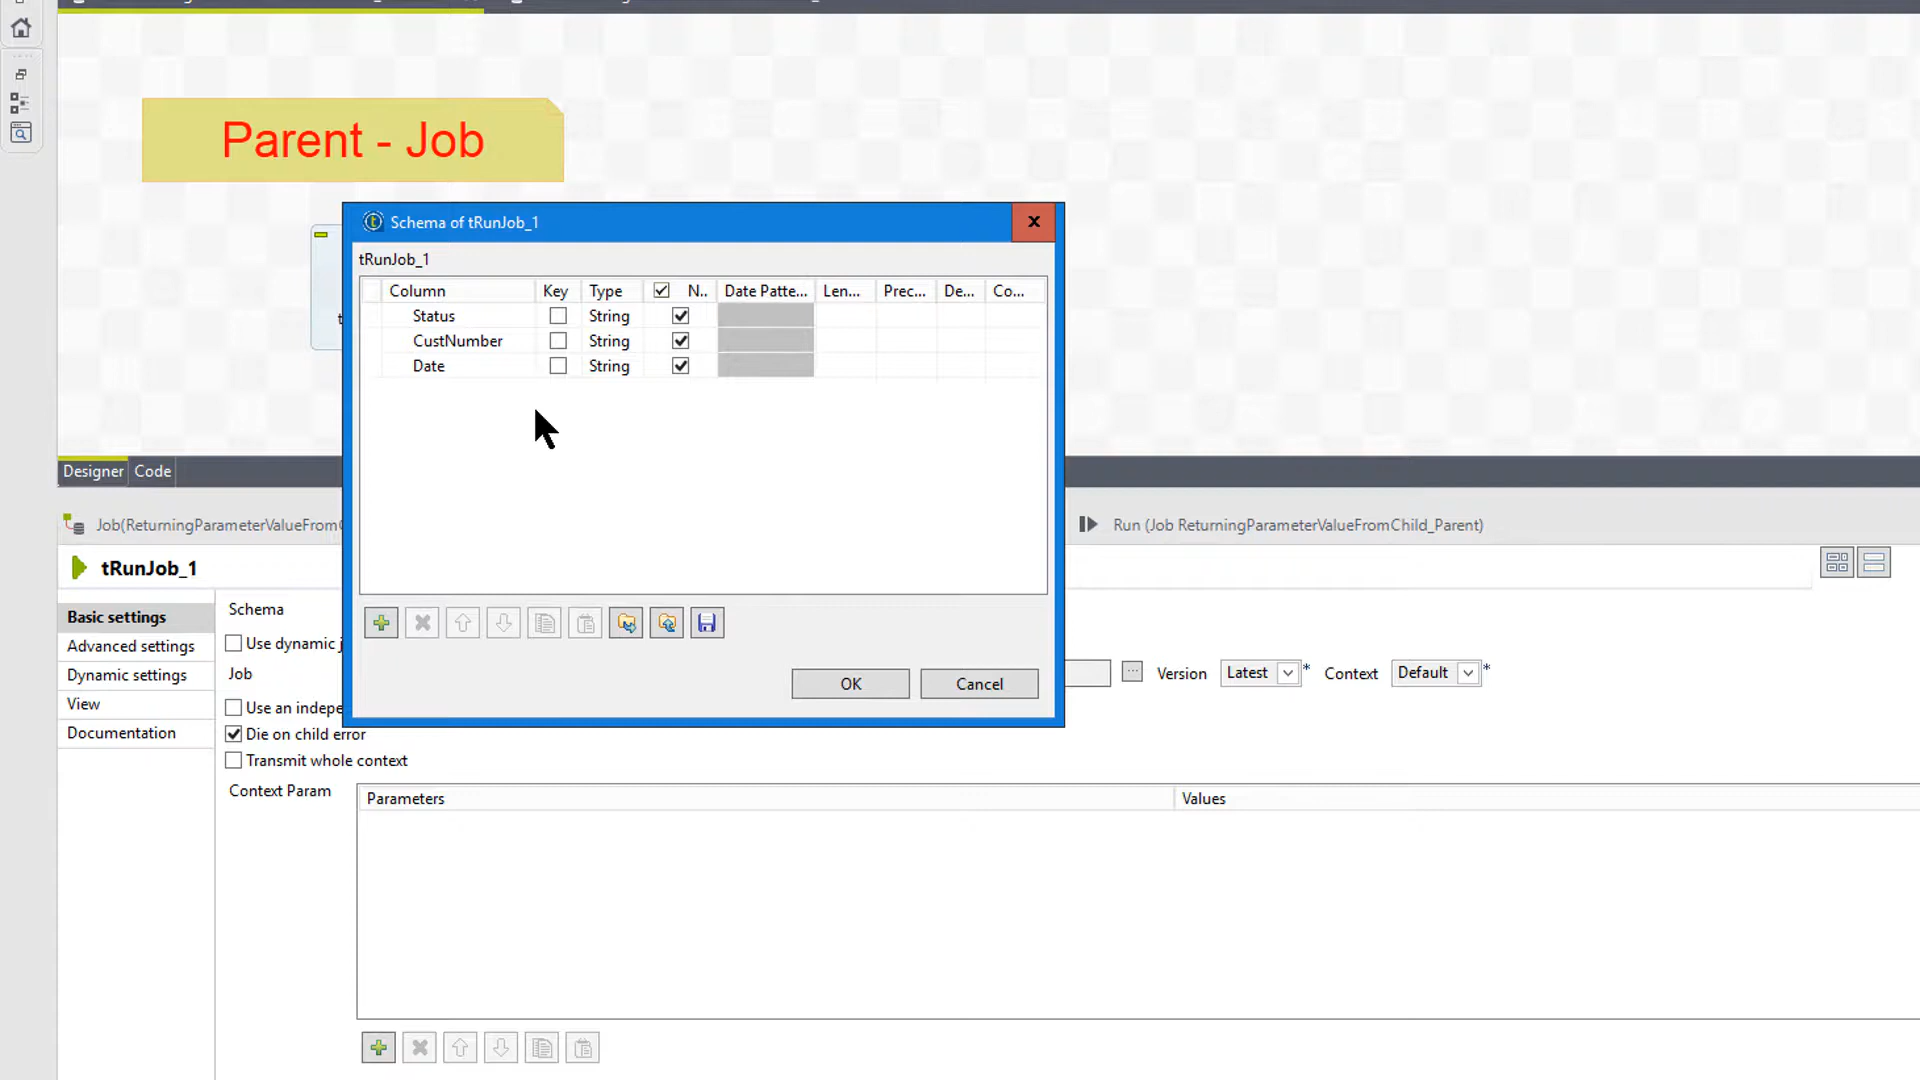 Parent - Job
Schema of tRunJob_1
tRunJob_1
Column Key Type N.. Date Patte... Len... Prec... De... Co...
Status String
CustNumber String
Date String
OK Cancel
Designer Code
Job(ReturningParameterValueFrom
Run (Job ReturningParameterValueFromChild_Parent)
tRunJob_1
Basic settings
Advanced settings
Dynamic settings
View
Documentation
Schema
Use dynamic
Job
Version Latest * Context Default *
Use an indepe
Die on child error
Transmit whole context
Context Param
Parameters Values